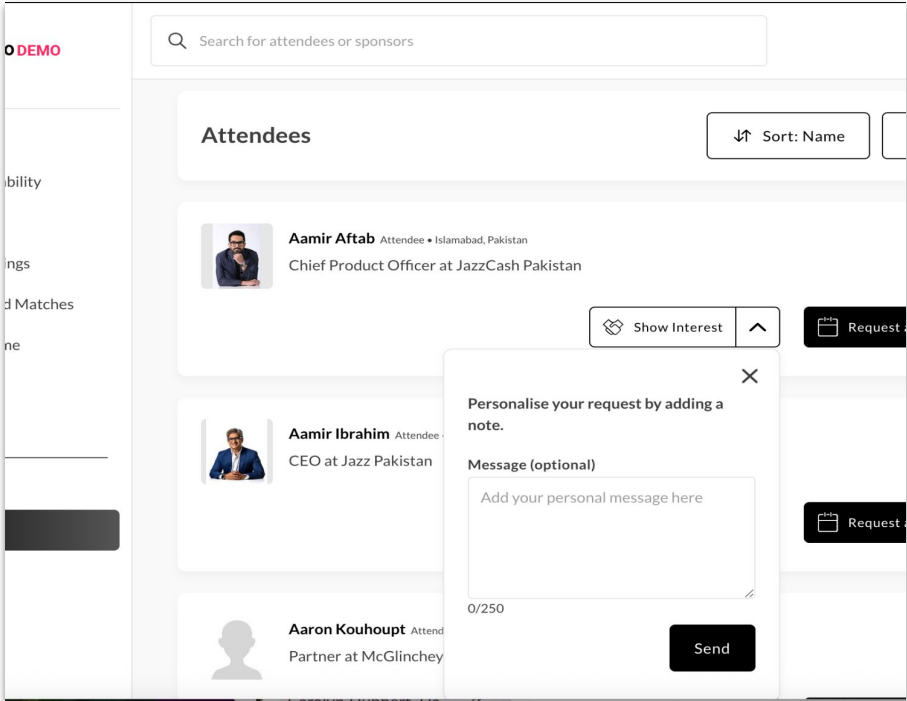 O DEMO
Search for attendees or sponsors
Attendees
Sort: Name
bility
ings
d Matches
me
Aamir Aftab Attendee • Islamabad, Pakistan
Chief Product Officer at JazzCash Pakistan
Show Interest
Request
Personalise your request by adding a
note.
Message (optional)
Add your personal message here
0/250
Send
Aamir Ibrahim Attendee
CEO at Jazz Pakistan
Request
Aaron Kouhoupt Attend
Partner at McGlinchey